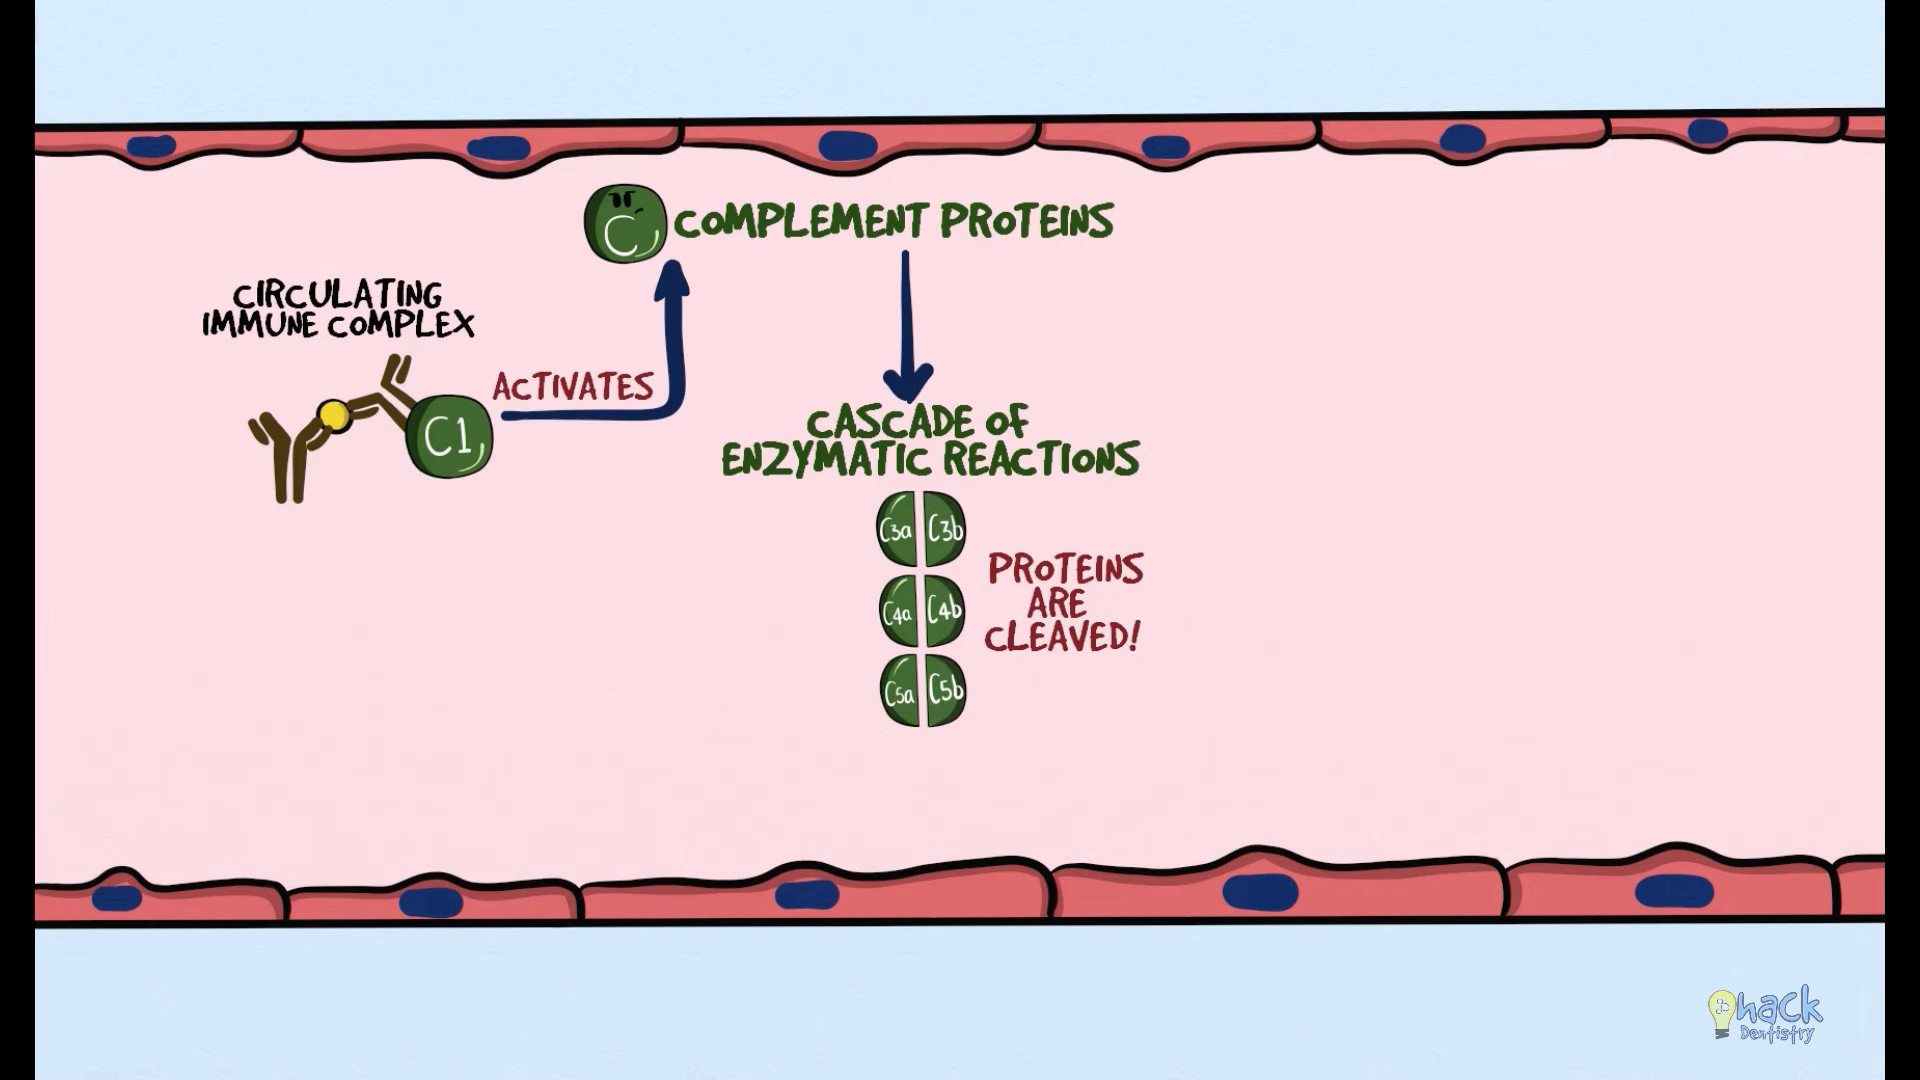 C COMPLEMENT PROTEINS
CIRCULATING
IMMUNE COMPLEX
ACTIVATES
C1
CASCADE OF
ENZYMATIC REACTIONS
C3a C3b
C4a C4b
C5a C5b
PROTEINS
ARE
CLEAVED!
hack
Dentistry